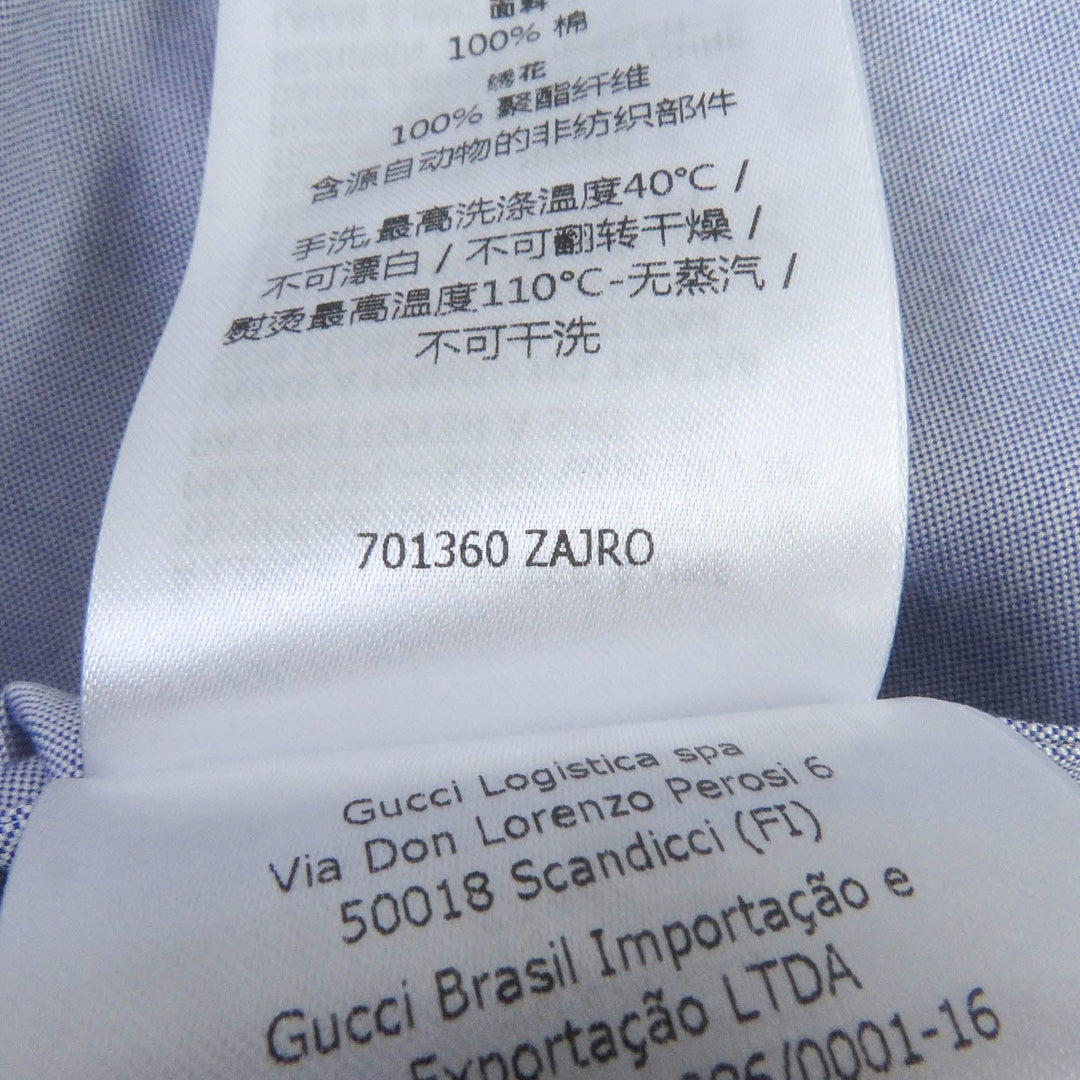 面料
100% 棉
绣花
100% 聚酯纤维
含源自动物的非纺织部件
手洗,最高洗涤温度40°C /
不可漂白 / 不可翻转干燥 /
熨烫最高温度110°C-无蒸汽 /
不可干洗
701360 ZAJRO
Gucci Logistica spa
Via Don Lorenzo Perosi 6
50018 Scandicci (FI)
Gucci Brasil Importação e
Exportação LTDA
/0001-16